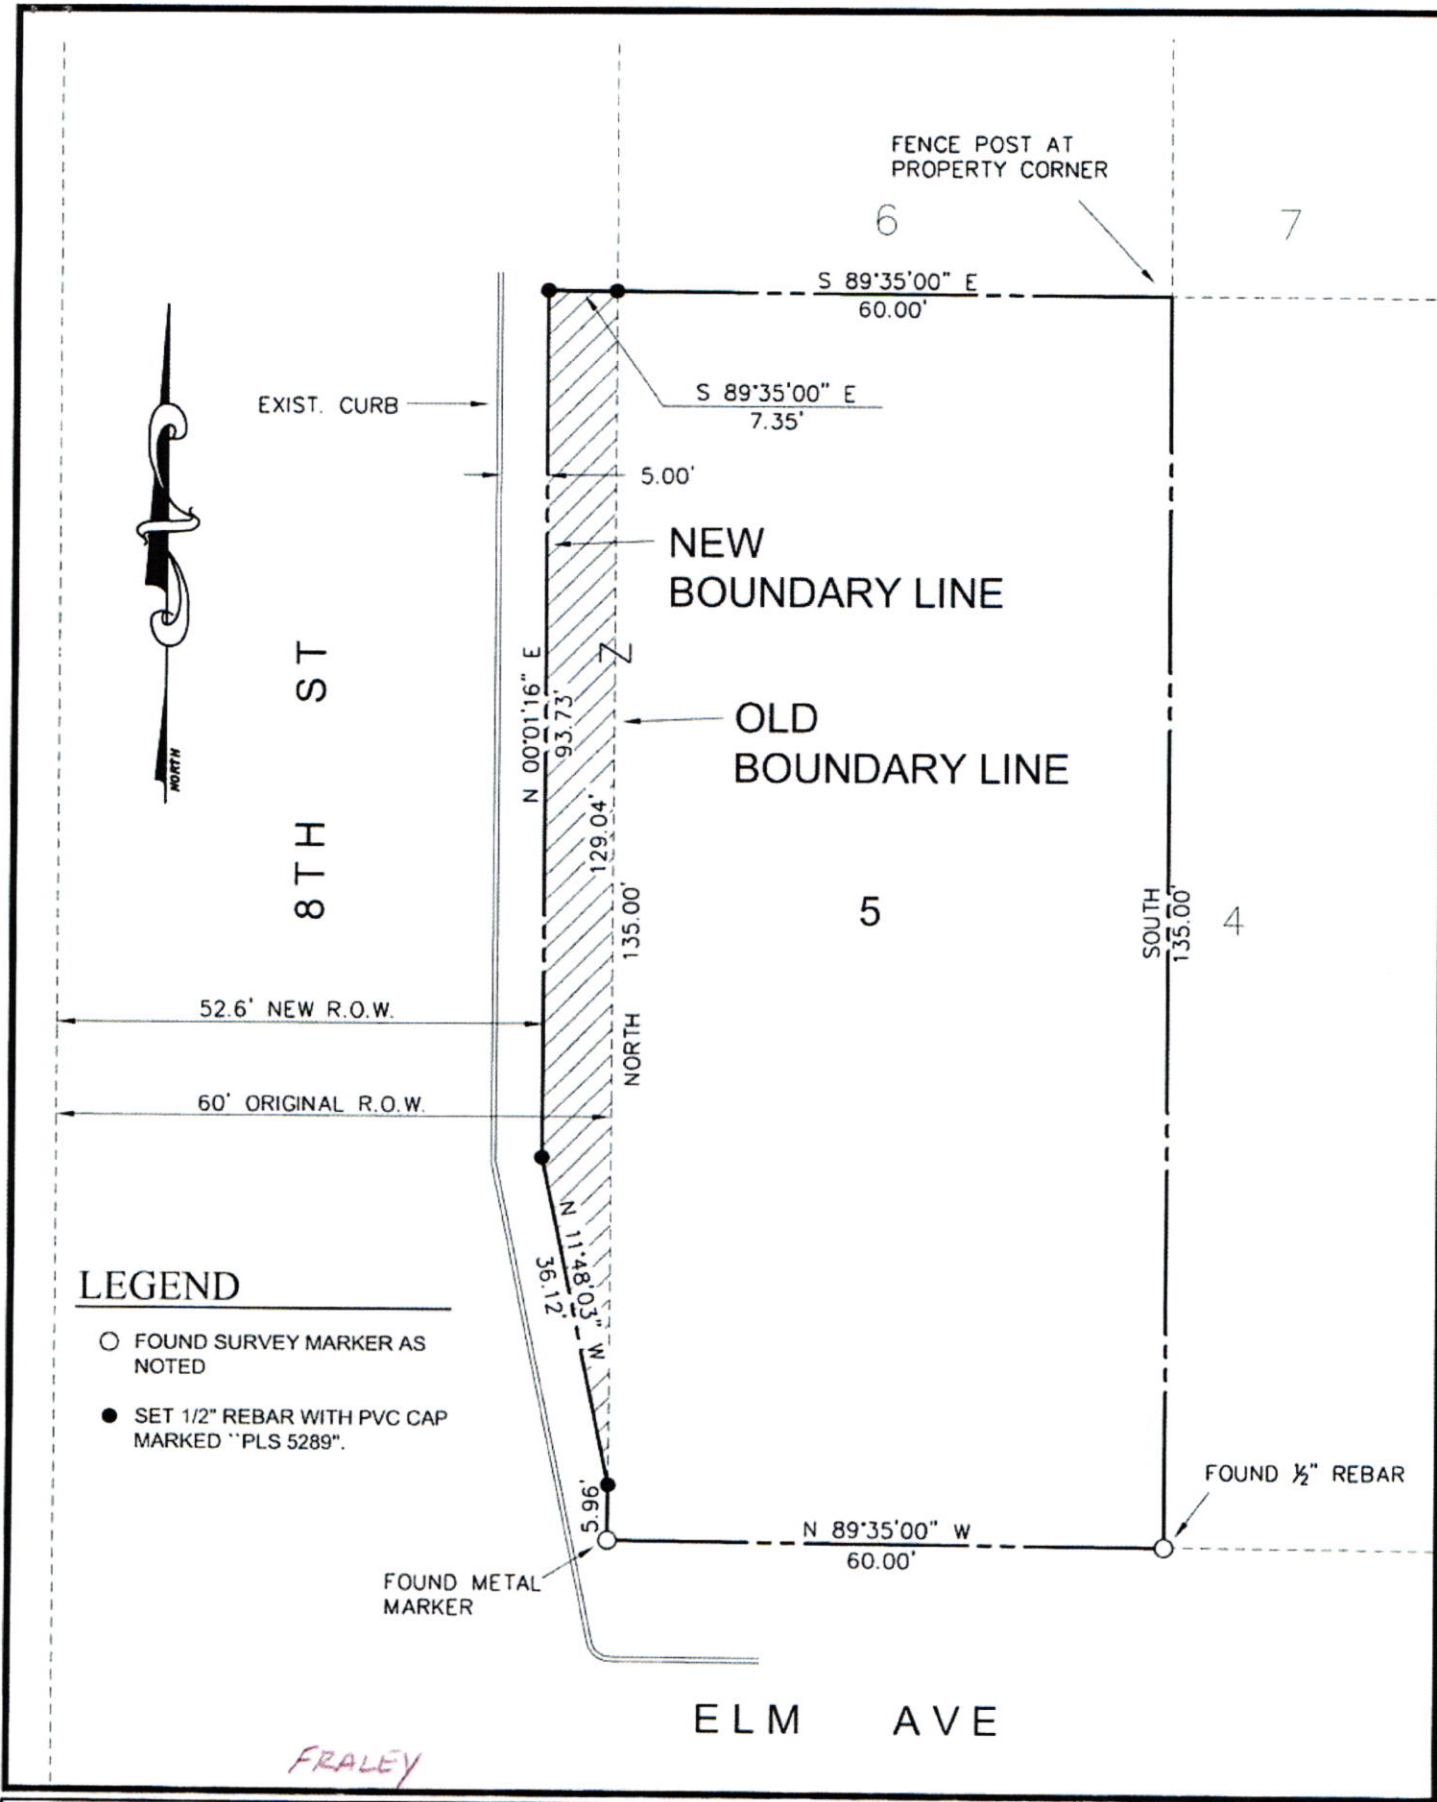 FENCE POST AT
PROPERTY CORNER
6
7
S 89°35'00" E
60.00'
EXIST. CURB
S 89°35'00" E
7.35'
5.00'
NEW
BOUNDARY LINE
N 00°01'16" E
93.73'
OLD
BOUNDARY LINE
NORTH
8TH ST
129.04'
NORTH 135.00'
5
SOUTH
135.00'
4
52.6' NEW R.O.W.
60' ORIGINAL R.O.W.
N 11°48'03" W
36.12'
LEGEND
FOUND SURVEY MARKER AS
NOTED
SET 1/2" REBAR WITH PVC CAP
MARKED ``PLS 5289".
5.96'
FOUND ½" REBAR
N 89°35'00" W
60.00'
FOUND METAL
MARKER
ELM AVE
FRALEY